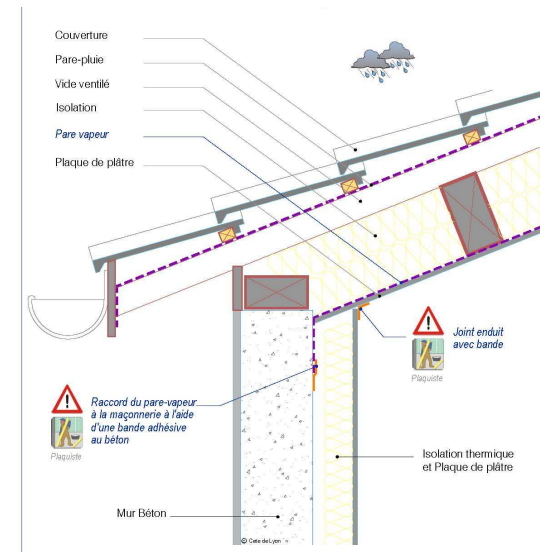 Couverture
Pare-pluie
Vide ventilé
Isolation
Pare vapeur
Plaque de plâtre
Joint enduit
avec bande
Plaquiste
Raccord du pare-vapeur
à la maçonnerie à l'aide
d'une bande adhésive
au béton
Plaquiste
Isolation thermique
et Plaque de plâtre
Mur Béton
© Cete de Lyon